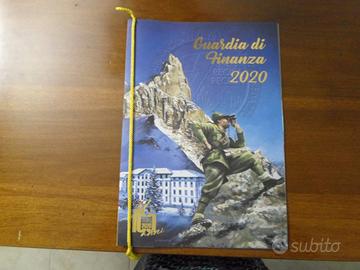 Guardia di
Finanza
2020
subito